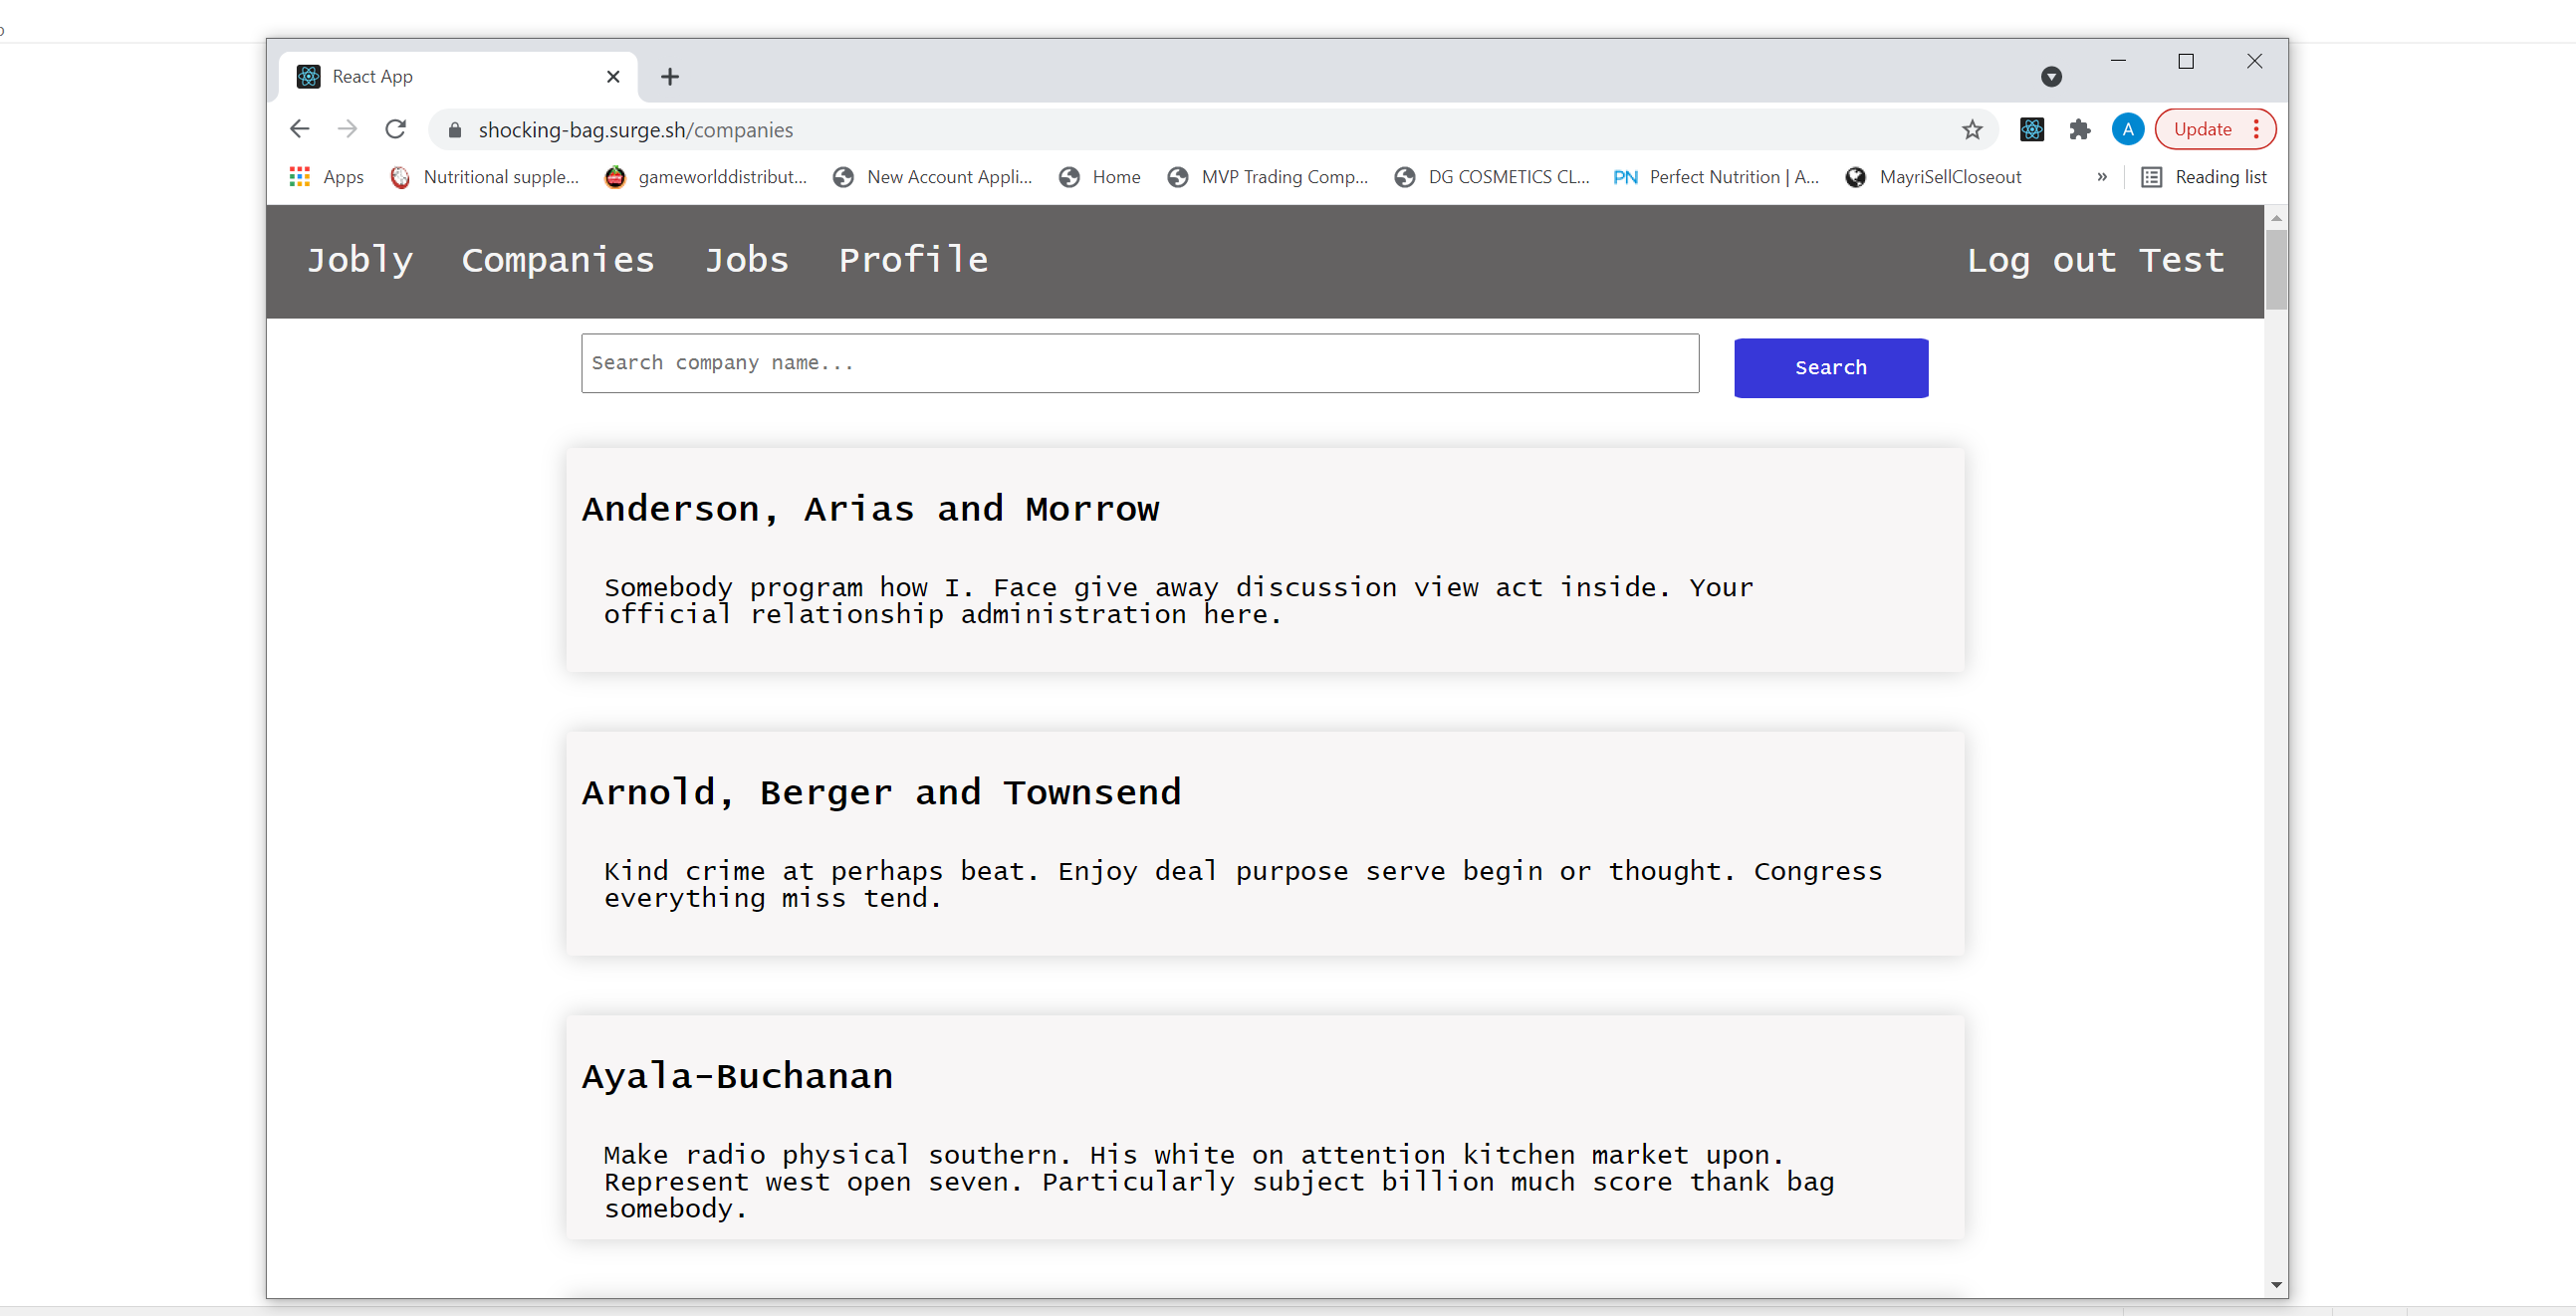 React App
shocking-bag.surge.sh/companies
A
Update
Apps
Nutritional supple...
gameworlddistribut...
New Account Appli...
Home
MVP Trading Comp...
DG COSMETICS CL...
PN Perfect Nutrition | A...
MayriSellCloseout
»
Reading list
Jobly Companies Jobs Profile Log out Test
Search company name...
Search
Anderson, Arias and Morrow
Somebody program how I. Face give away discussion view act inside. Your
official relationship administration here.
Arnold, Berger and Townsend
Kind crime at perhaps beat. Enjoy deal purpose serve begin or thought. Congress
everything miss tend.
Ayala-Buchanan
Make radio physical southern. His white on attention kitchen market upon.
Represent west open seven. Particularly subject billion much score thank bag
somebody.